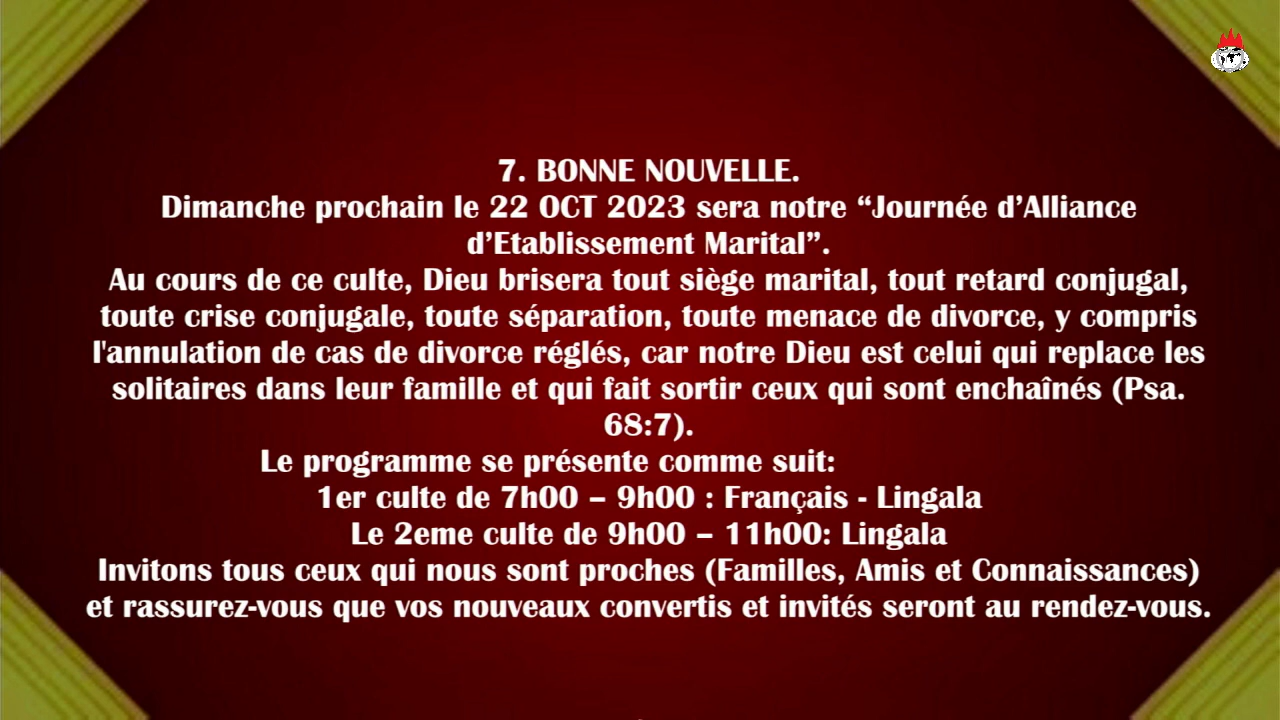 7. BONNE NOUVELLE.
Dimanche prochain le 22 OCT 2023 sera notre “Journée d’Alliance
d’Etablissement Marital”.
Au cours de ce culte, Dieu brisera tout siège marital, tout retard conjugal,
toute crise conjugale, toute séparation, toute menace de divorce, y compris
l'annulation de cas de divorce réglés, car notre Dieu est celui qui replace les
solitaires dans leur famille et qui fait sortir ceux qui sont enchaînés (Psa.
68:7).
Le programme se présente comme suit:
1er culte de 7h00 – 9h00 : Français - Lingala
Le 2eme culte de 9h00 – 11h00: Lingala
Invitons tous ceux qui nous sont proches (Familles, Amis et Connaissances)
et rassurez-vous que vos nouveaux convertis et invités seront au rendez-vous.